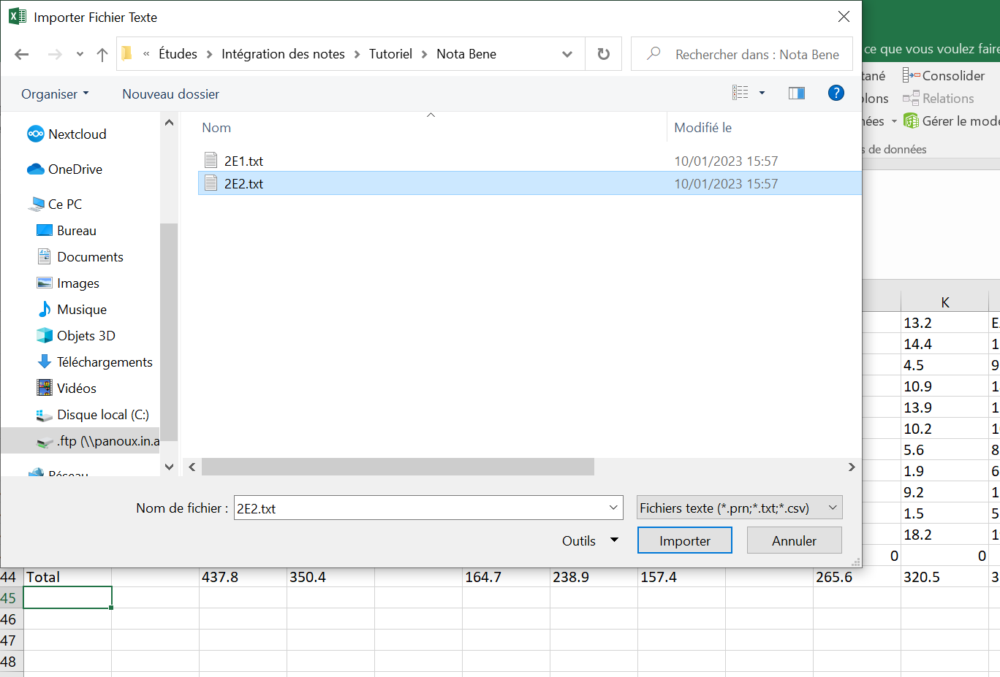 Importer Fichier Texte
« Études > Intégration des notes > Tutoriel > Nota Bene
Rechercher dans : Nota Bene
ce que vous voulez faire
Organiser
Nouveau dossier
?
tané
Consolider
Relations
Gérer le mod
s de données
Nextcloud
OneDrive
Ce PC
Bureau
Documents
Images
Musique
Objets 3D
Téléchargements
Vidéos
Disque local (C:)
.ftp (\\panoux.in.a
Réseau
Nom
Modifié le
2E1.txt
10/01/2023 15:57
2E2.txt
10/01/2023 15:57
Nom de fichier :
2E2.txt
Fichiers texte (*.prn;*.txt;*.csv)
Outils
Importer
Annuler
K
13.2 E
14.4 1
4.5 9
10.9 1
13.9 1
10.2 1
5.6 8
1.9 6
9.2 1
1.5 5
18.2 1
0 0
44 Total 437.8 350.4 164.7 238.9 157.4 265.6 320.5 3
45
46
47
48